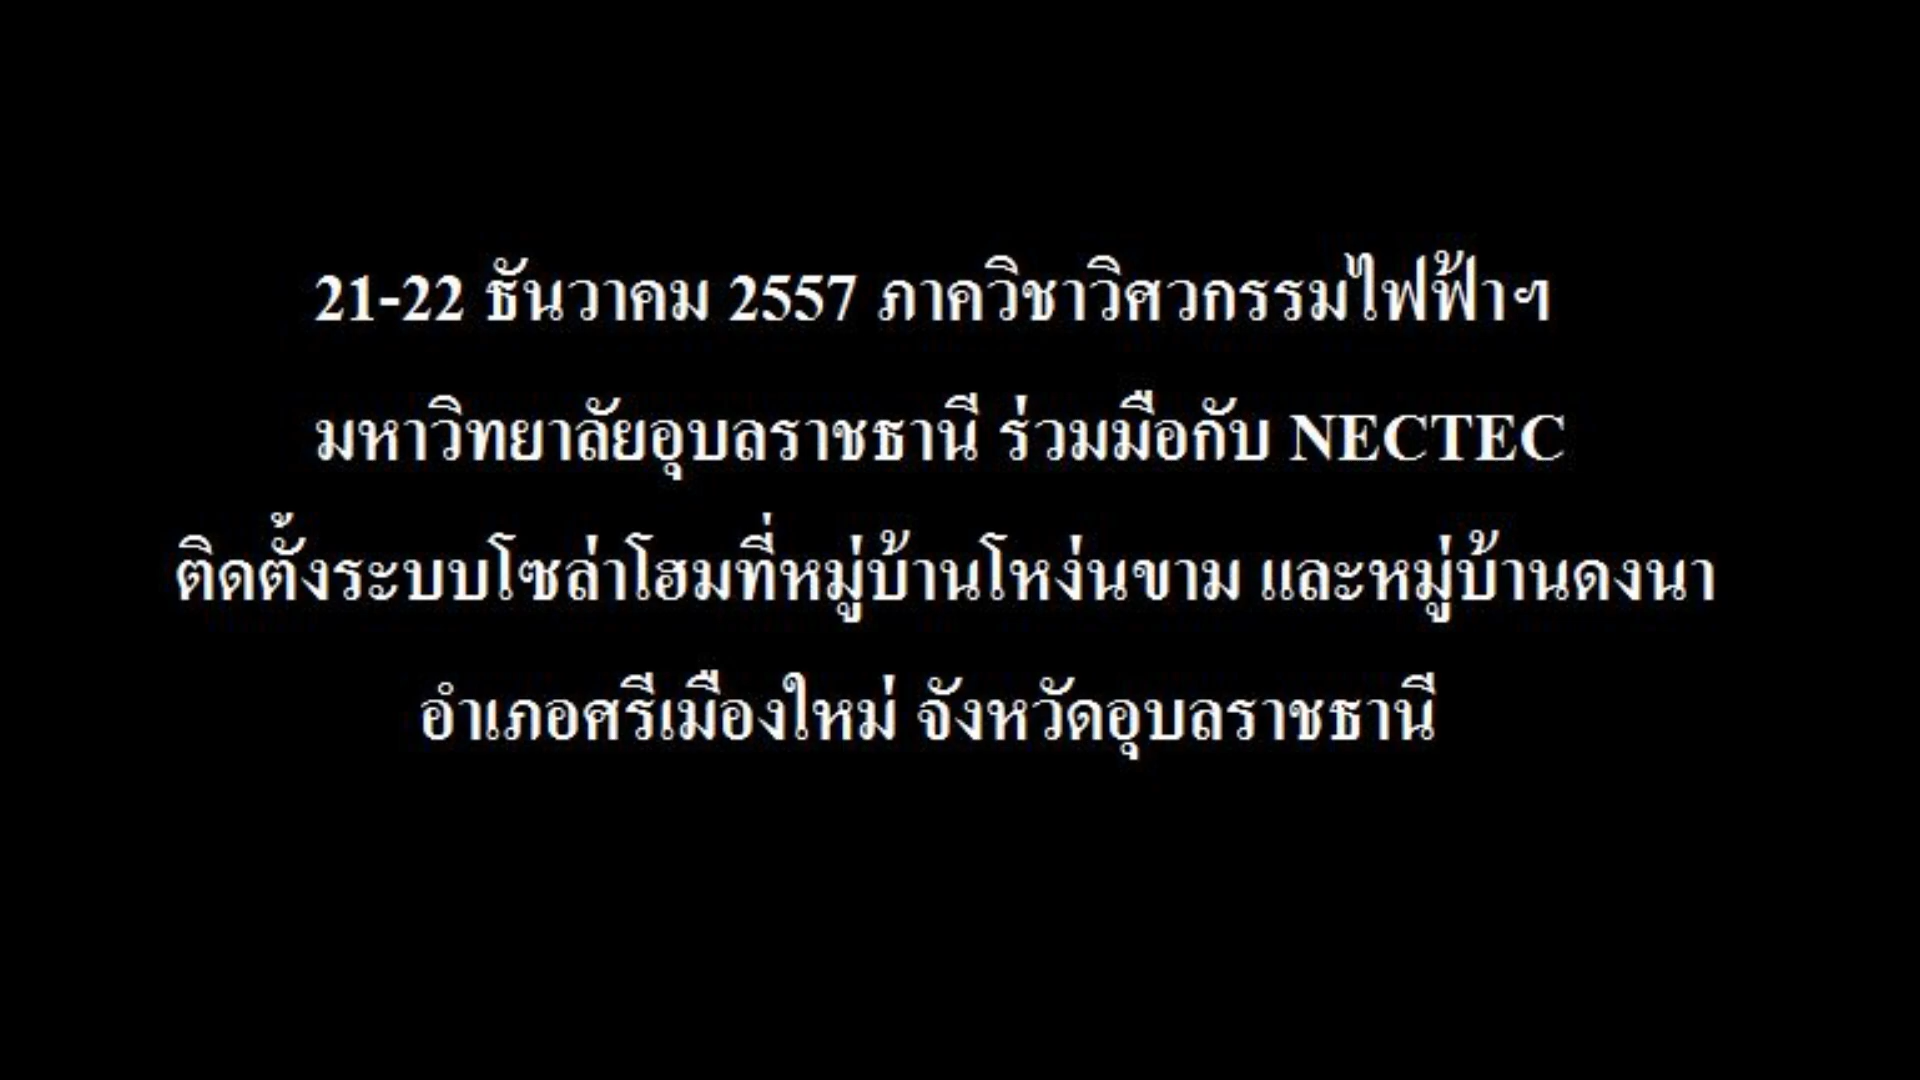 21-22 ธันวาคม 2557 ภาควิชาวิศวกรรมไฟฟ้าฯ
มหาวิทยาลัยอุบลราชธานี ร่วมมือกับ NECTEC
ติดตั้งระบบโซล่าโฮมที่หมู่บ้านโหง่นขาม และหมู่บ้านดงนา
อำเภอศรีเมืองใหม่ จังหวัดอุบลราชธานี